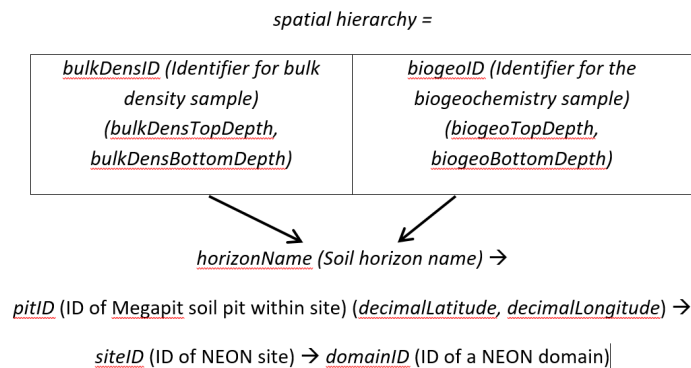 spatial hierarchy =
bulkDensID (Identifier for bulk
density sample)
(bulkDensTopDepth,
bulkDensBottomDepth)
biogeoID (Identifier for the
biogeochemistry sample)
(biogeoTopDepth,
biogeoBottomDepth)
horizonName (Soil horizon name) →
pitID (ID of Megapit soil pit within site) (decimalLatitude, decimalLongitude) →
siteID (ID of NEON site) → domainID (ID of a NEON domain)